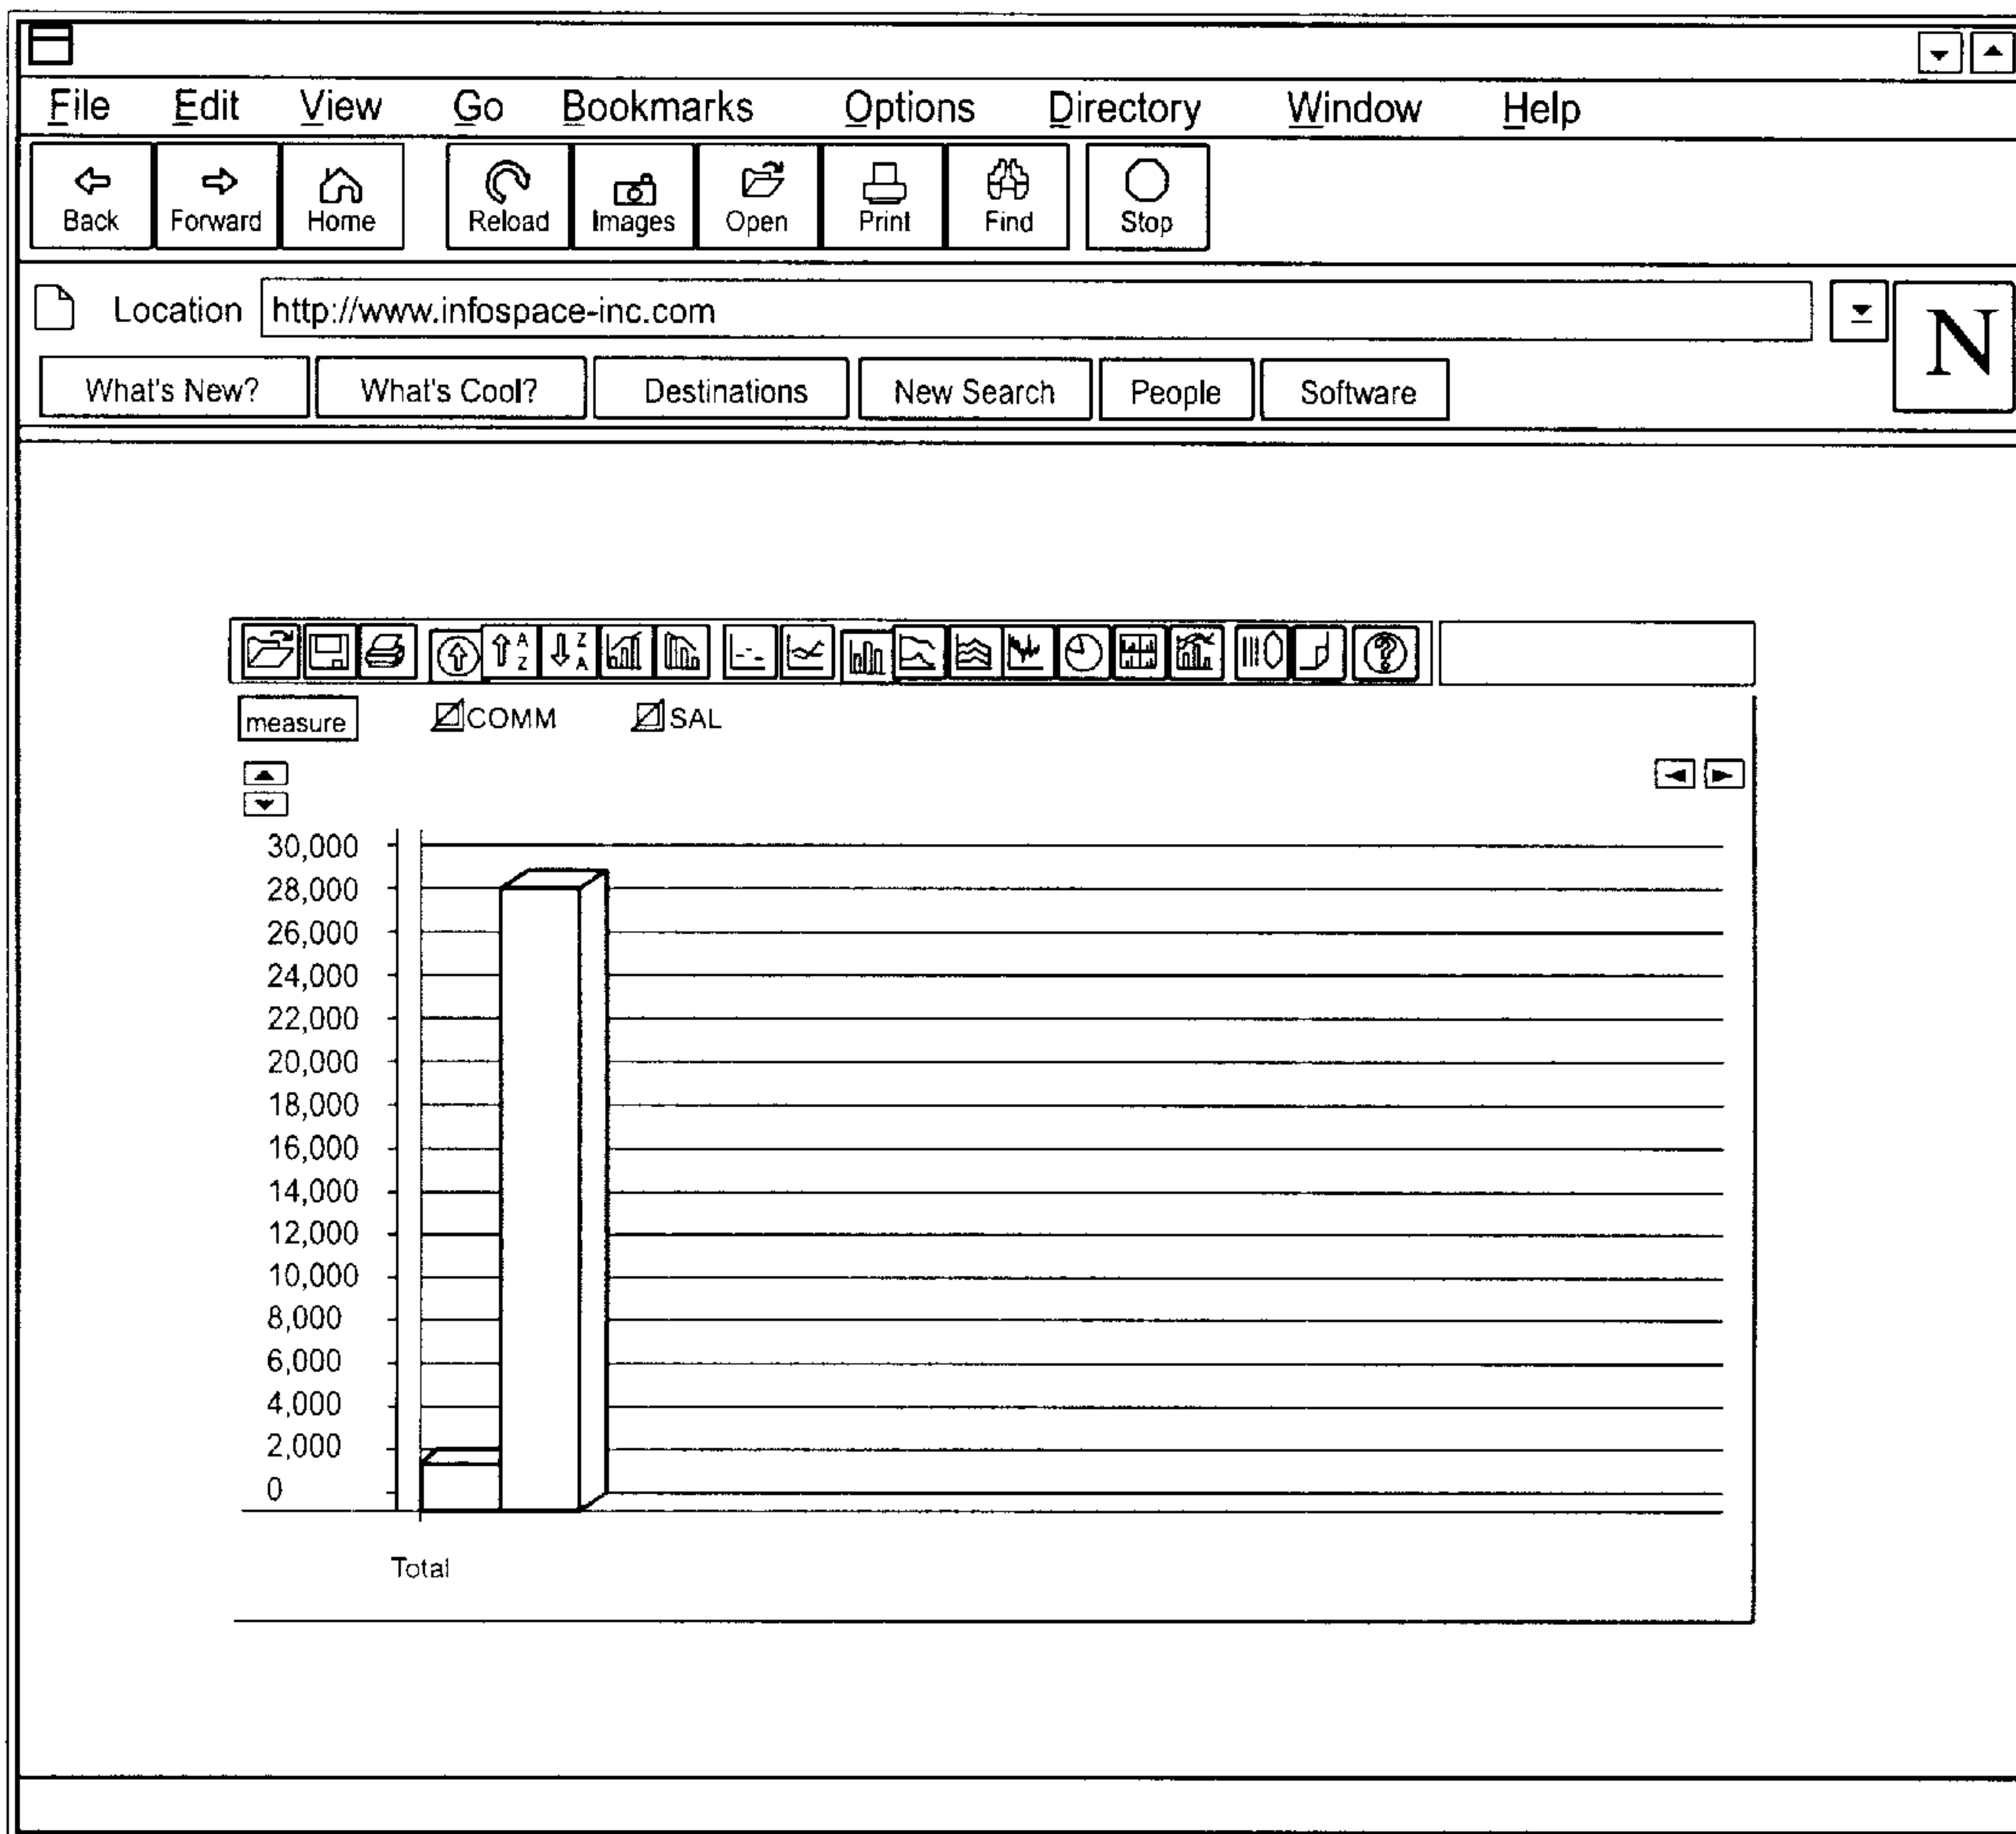 File Edit View Go Bookmarks Options Directory Window Help
Back Forward Home Reload Images Open Print Find Stop
Location http://www.infospace-inc.com
N
What's New? What's Cool? Destinations New Search People Software
A Z Z A ?
measure COMM SAL
30,000
28,000
26,000
24,000
22,000
20,000
18,000
16,000
14,000
12,000
10,000
8,000
6,000
4,000
2,000
0
Total